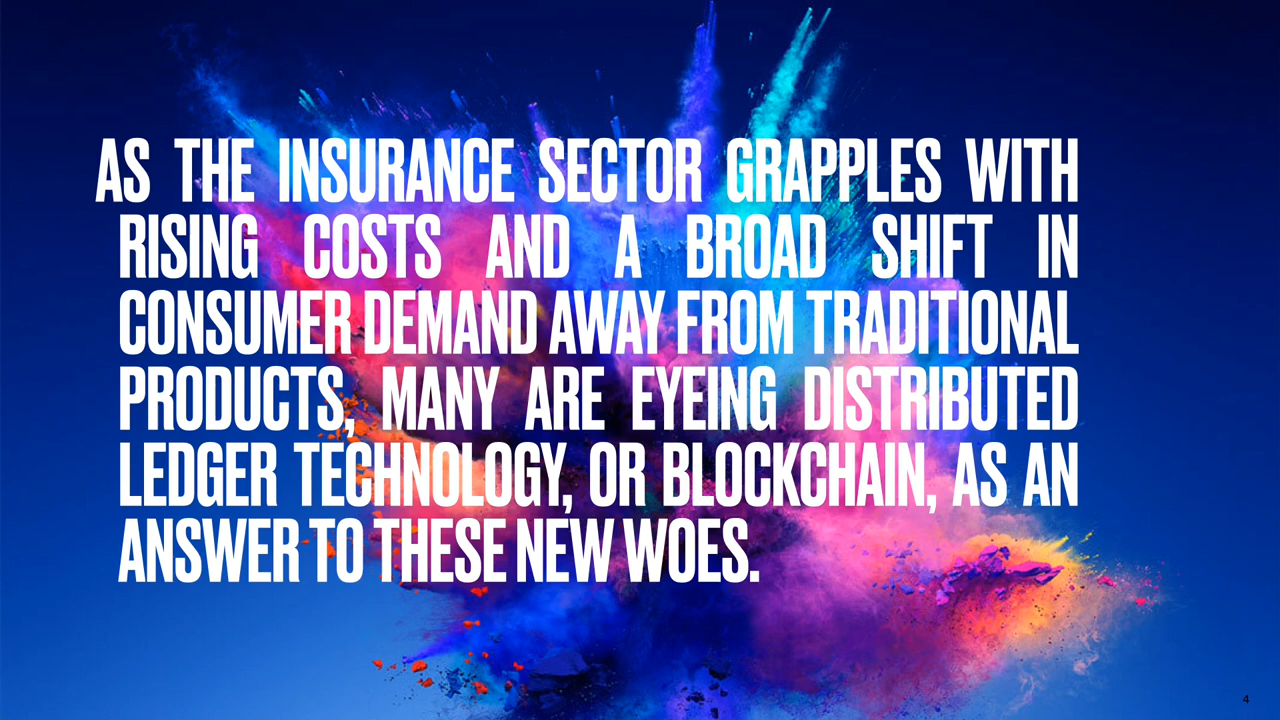 AS THE INSURANCE SECTOR GRAPPLES WITH
RISING COSTS AND A BROAD SHIFT IN
CONSUMER DEMAND AWAY FROM TRADITIONAL
PRODUCTS, MANY ARE EYEING DISTRIBUTED
LEDGER TECHNOLOGY, OR BLOCKCHAIN, AS AN
ANSWER TO THESE NEW WOES.
4